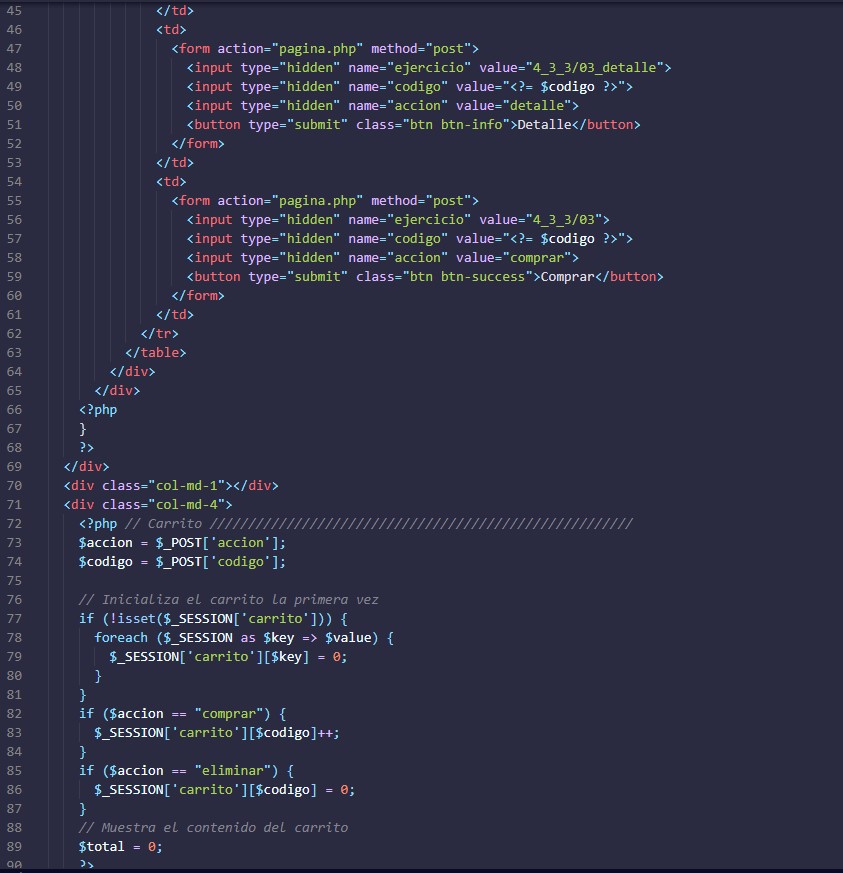 45 </td>
46 <td>
47 <form action="pagina.php" method="post">
48 <input type="hidden" name="ejercicio" value="4_3_3/03_detalle">
49 <input type="hidden" name="codigo" value="<?= $codigo ?>">
50 <input type="hidden" name="accion" value="detalle">
51 <button type="submit" class="btn btn-info">Detalle</button>
52 </form>
53 </td>
54 <td>
55 <form action="pagina.php" method="post">
56 <input type="hidden" name="ejercicio" value="4_3_3/03">
57 <input type="hidden" name="codigo" value="<?= $codigo ?>">
58 <input type="hidden" name="accion" value="comprar">
59 <button type="submit" class="btn btn-success">Comprar</button>
60 </form>
61 </td>
62 </tr>
63 </table>
64 </div>
65 </div>
66 <?php
67 }
68 ?>
69 </div>
70 <div class="col-md-1"></div>
71 <div class="col-md-4">
72 <?php // Carrito ///////////////////////////////////////////////////////
73 $accion = $_POST['accion'];
74 $codigo = $_POST['codigo'];
75
76 // Inicializa el carrito la primera vez
77 if (!isset($_SESSION['carrito'])) {
78 foreach ($_SESSION as $key => $value) {
79 $_SESSION['carrito'][$key] = 0;
80 }
81 }
82 if ($accion == "comprar") {
83 $_SESSION['carrito'][$codigo]++;
84 }
85 if ($accion == "eliminar") {
86 $_SESSION['carrito'][$codigo] = 0;
87 }
88 // Muestra el contenido del carrito
89 $total = 0;
90 ?>